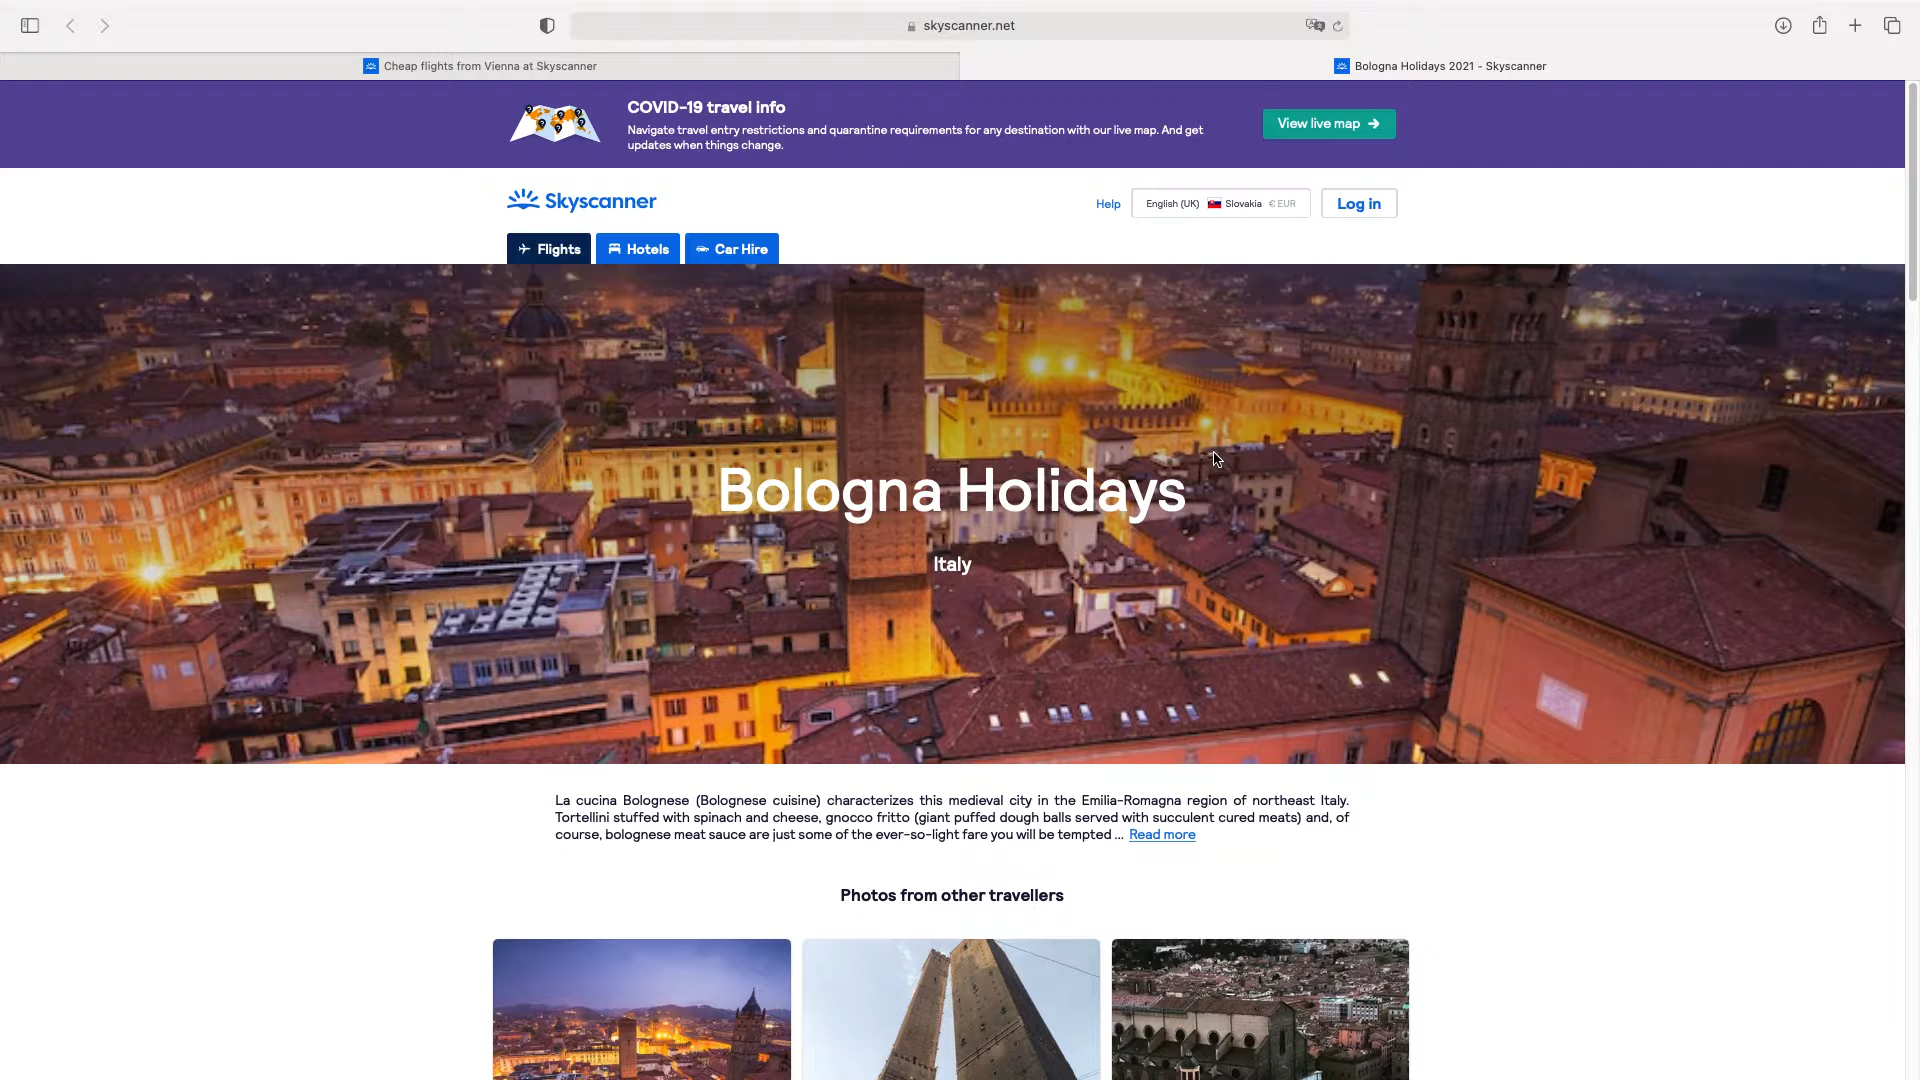 skyscanner.net
Cheap flights from Vienna at Skyscanner
Bologna Holidays 2021 - Skyscanner
COVID-19 travel info
Navigate travel entry restrictions and quarantine requirements for any destination with our live map. And get
updates when things change.
View live map
Skyscanner
Help
English (UK) Slovakia € EUR
Log in
Flights
Hotels
Car Hire
Bologna Holidays
Italy
La cucina Bolognese (Bolognese cuisine) characterizes this medieval city in the Emilia-Romagna region of northeast Italy.
Tortellini stuffed with spinach and cheese, gnocco fritto (giant puffed dough balls served with succulent cured meats) and, of
course, bolognese meat sauce are just some of the ever-so-light fare you will be tempted ... Read more
Photos from other travellers